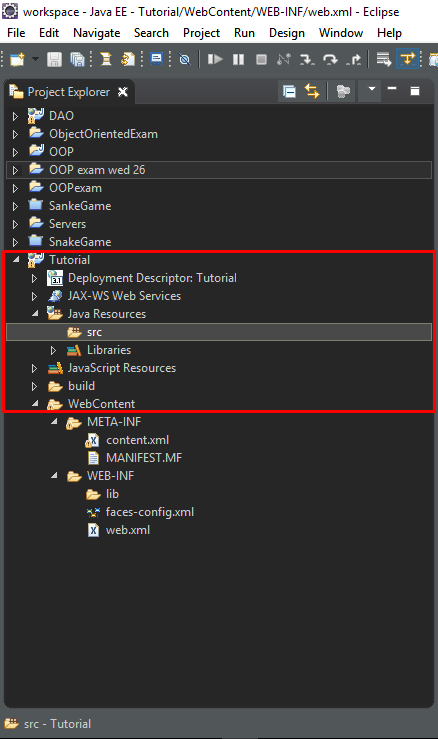 workspace - Java EE - Tutorial/WebContent/WEB-INF/web.xml - Eclipse
File Edit Navigate Search Project Run Design Window Help
Project Explorer
DAO
ObjectOrientedExam
OOP
OOP exam wed 26
OOPexam
SankeGame
Servers
SnakeGame
Tutorial
3.1 Deployment Descriptor: Tutorial
JAX-WS Web Services
Java Resources
src
Libraries
JavaScript Resources
build
WebContent
META-INF
content.xml
MANIFEST.MF
WEB-INF
lib
faces-config.xml
web.xml
src - Tutorial